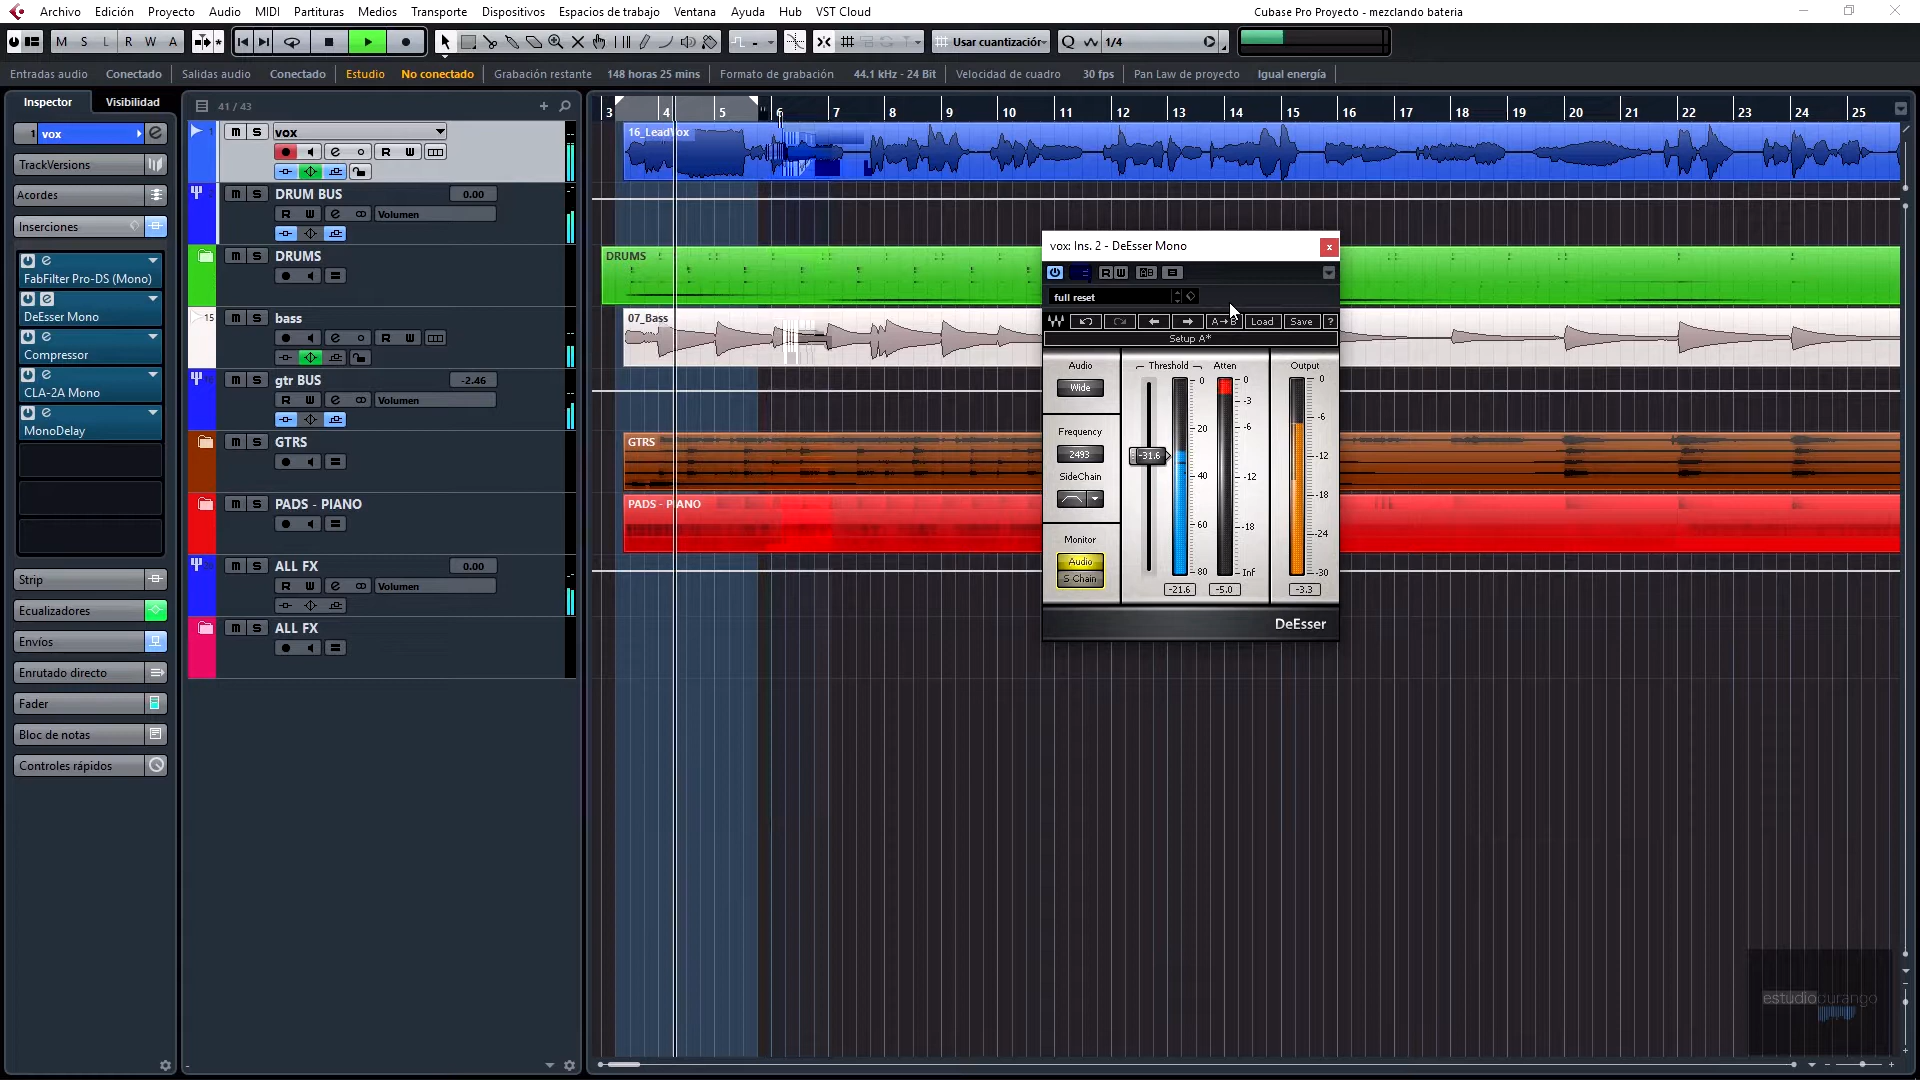 Archivo Edición Proyecto Audio MIDI Partituras Medios Transporte Dispositivos Espacios de trabajo Ventana Ayuda Hub VST Cloud Cubase Pro Proyecto - mezclando bateria
M S L R W A Usar cuantización 1/4
Entradas audio Conectado Salidas audio Conectado Estudio No conectado Grabación restante 148 horas 25 mins Formato de grabación 44.1 kHz - 24 Bit Velocidad de cuadro 30 fps Pan Law de proyecto Igual energía
Inspector Visibilidad
1 vox
TrackVersions
Acordes
Inserciones
FabFilter Pro-DS (Mono)
DeEsser Mono
Compressor
CLA-2A Mono
MonoDelay
Strip
Ecualizadores
Envíos
Enrutado directo
Fader
Bloc de notas
Controles rápidos
41 / 43
1 m S vox
R W
m S DRUM BUS 0.00
R W Volumen
m S DRUMS
15 m S bass
R W
m S gtr BUS -2.46
R W Volumen
m S GTRS
m S PADS - PIANO
m S ALL FX 0.00
R W Volumen
m S ALL FX
3 4 5 6 7 8 9 10 11 12 13 14 15 16 17 18 19 20 21 22 23 24 25
16_LeadVox
DRUMS
07_Bass
GTRS
PADS - PIANO
vox: Ins. 2 - DeEsser Mono
R W
full reset
A→B Load Save ?
Setup A*
Audio
Wide
Frequency
2493
SideChain
Monitor
Audio
S Chain
Threshold
-31.6
0
20
40
60
80
-21.6
Atten
0
-3
-6
-12
-18
Inf
-5.0
Output
0
-6
-12
-18
-24
-30
-3.3
DeEsser
estudiodurango